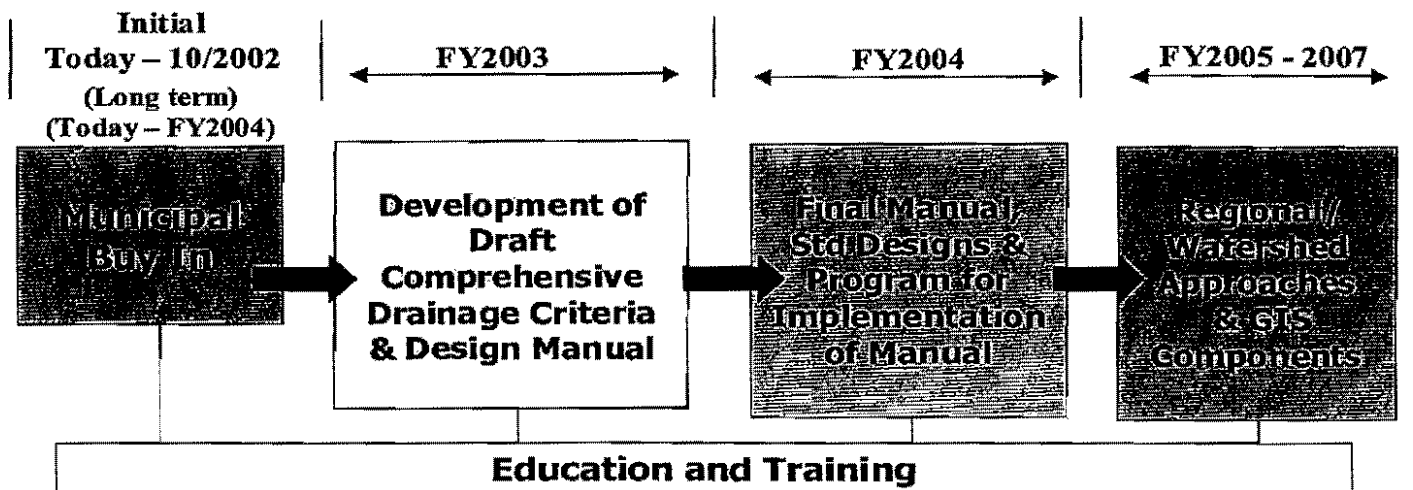 Initial
Today – 10/2002
(Long term)
(Today – FY2004)
FY2003
FY2004
FY2005 - 2007
Municipal
Buy In
Development of
Draft
Comprehensive
Drainage Criteria
& Design Manual
Final Manual,
Std Designs &
Program for
Implementation
of Manual
Regional/
Watershed
Approaches
& GIS
Components
Education and Training